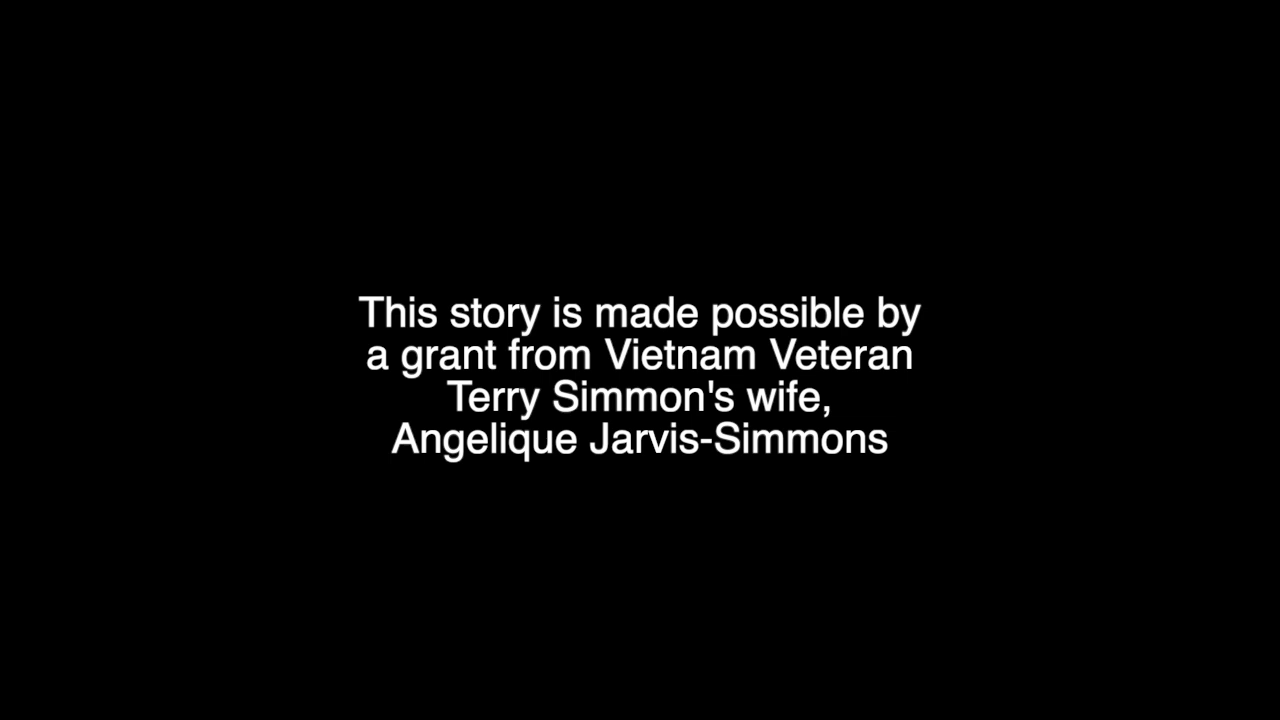 This story is made possible by
a grant from Vietnam Veteran
Terry Simmon's wife,
Angelique Jarvis-Simmons